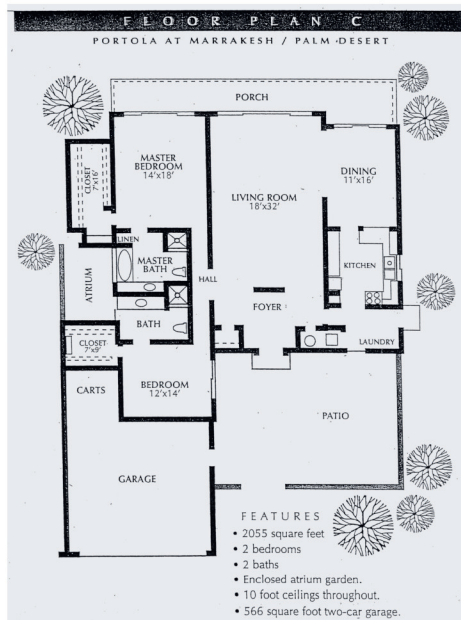 FLOOR PLAN C
PORTOLA AT MARRAKESH / PALM DESERT
PORCH
MASTER
BEDROOM
14'x18'
CLOSET
7'x16'
LIVING ROOM
18'x32'
DINING
11'x16'
LINEN
MASTER
BATH
ATRIUM
HALL
KITCHEN
FOYER
BATH
CLOSET
7'x9'
LAUNDRY
BEDROOM
12'x14'
CARTS
PATIO
GARAGE
FEATURES
• 2055 square feet
• 2 bedrooms
• 2 baths
• Enclosed atrium garden.
• 10 foot ceilings throughout.
• 566 square foot two-car garage.